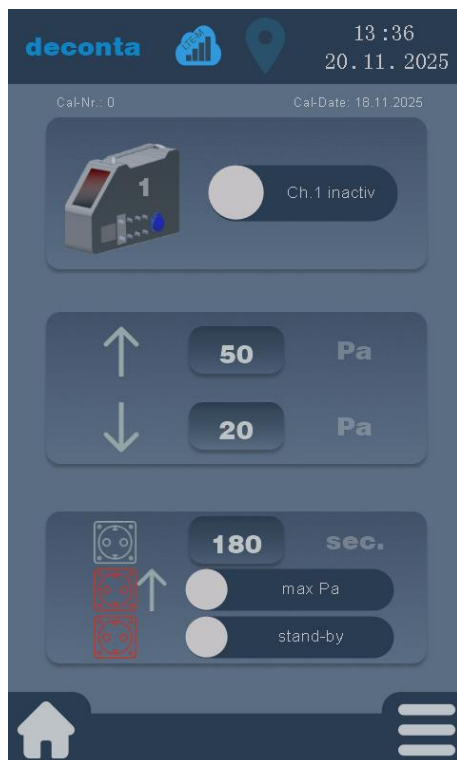 deconta
LTE-M
13:36
20.11.2025
Cal-Nr.: 0
Cal-Date: 18.11.2025
1
Ch.1 inactiv
50 Pa
20 Pa
180 sec.
max Pa
stand-by